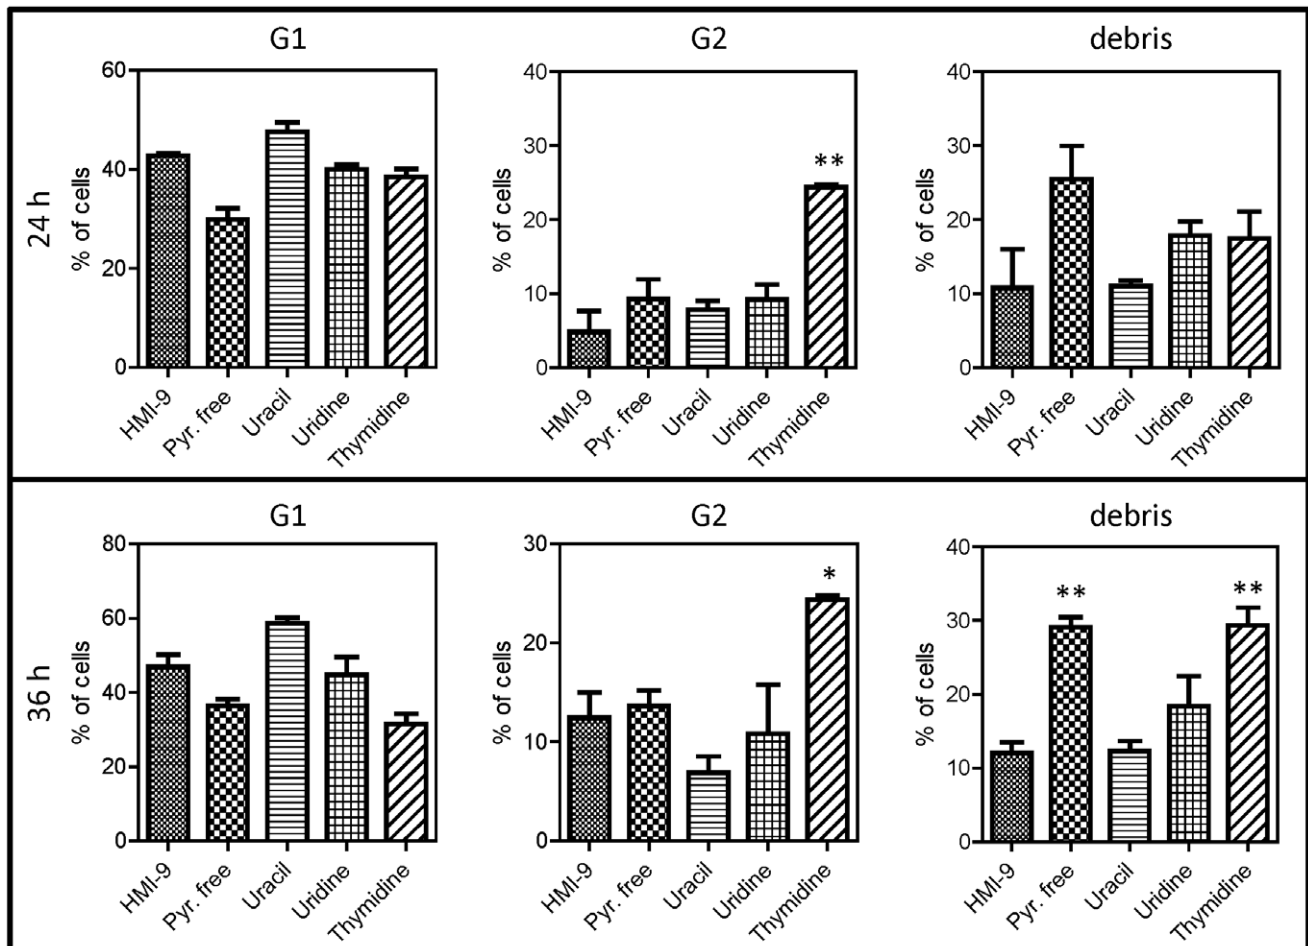 G1
G2
debris
24 h
% of cells
60
40
20
0
HMI-9
Pyr. free
Uracil
Uridine
Thymidine
% of cells
40
30
20
10
0
**
HMI-9
Pyr. free
Uracil
Uridine
Thymidine
% of cells
40
30
20
10
0
HMI-9
Pyr. free
Uracil
Uridine
Thymidine
G1
G2
debris
36 h
% of cells
80
60
40
20
0
HMI-9
Pyr. free
Uracil
Uridine
Thymidine
% of cells
30
20
10
0
*
HMI-9
Pyr. free
Uracil
Uridine
Thymidine
% of cells
40
30
20
10
0
**
**
HMI-9
Pyr. free
Uracil
Uridine
Thymidine